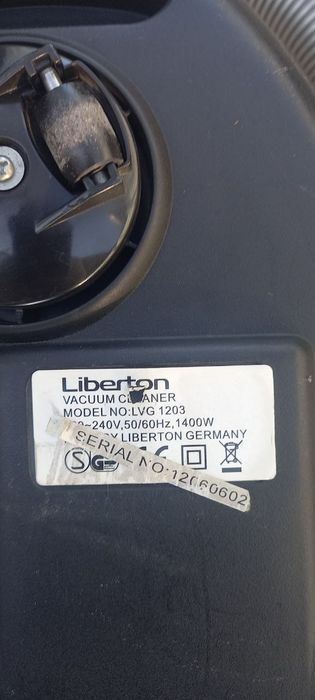 Liberton
VACUUM CLEANER
MODEL NO:LVG 1203
~240V,50/60Hz,1400W
LIBERTON GERMANY
SERIAL NO:12060602